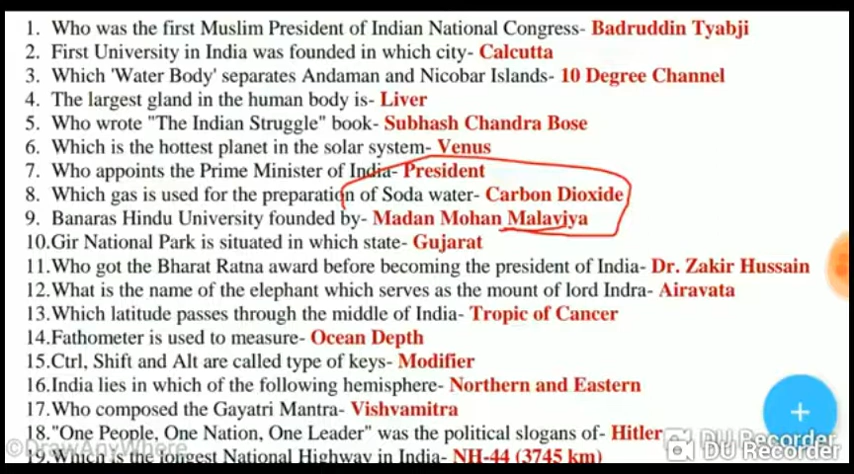 1. Who was the first Muslim President of Indian National Congress- Badruddin Tyabji
2. First University in India was founded in which city- Calcutta
3. Which 'Water Body' separates Andaman and Nicobar Islands- 10 Degree Channel
4. The largest gland in the human body is- Liver
5. Who wrote "The Indian Struggle" book- Subhash Chandra Bose
6. Which is the hottest planet in the solar system- Venus
7. Who appoints the Prime Minister of India- President
8. Which gas is used for the preparation of Soda water- Carbon Dioxide
9. Banaras Hindu University founded by- Madan Mohan Malaviya
10.Gir National Park is situated in which state- Gujarat
11.Who got the Bharat Ratna award before becoming the president of India- Dr. Zakir Hussain
12.What is the name of the elephant which serves as the mount of lord Indra- Airavata
13.Which latitude passes through the middle of India- Tropic of Cancer
14.Fathometer is used to measure- Ocean Depth
15.Ctrl, Shift and Alt are called type of keys- Modifier
16.India lies in which of the following hemisphere- Northern and Eastern
17.Who composed the Gayatri Mantra- Vishvamitra
18."One People, One Nation, One Leader" was the political slogans of- Hitler
DU Recorder
©DrawAnyWhere
19.Which is the longest National Highway in India- NH-44 (3745 km)
DU Recorder